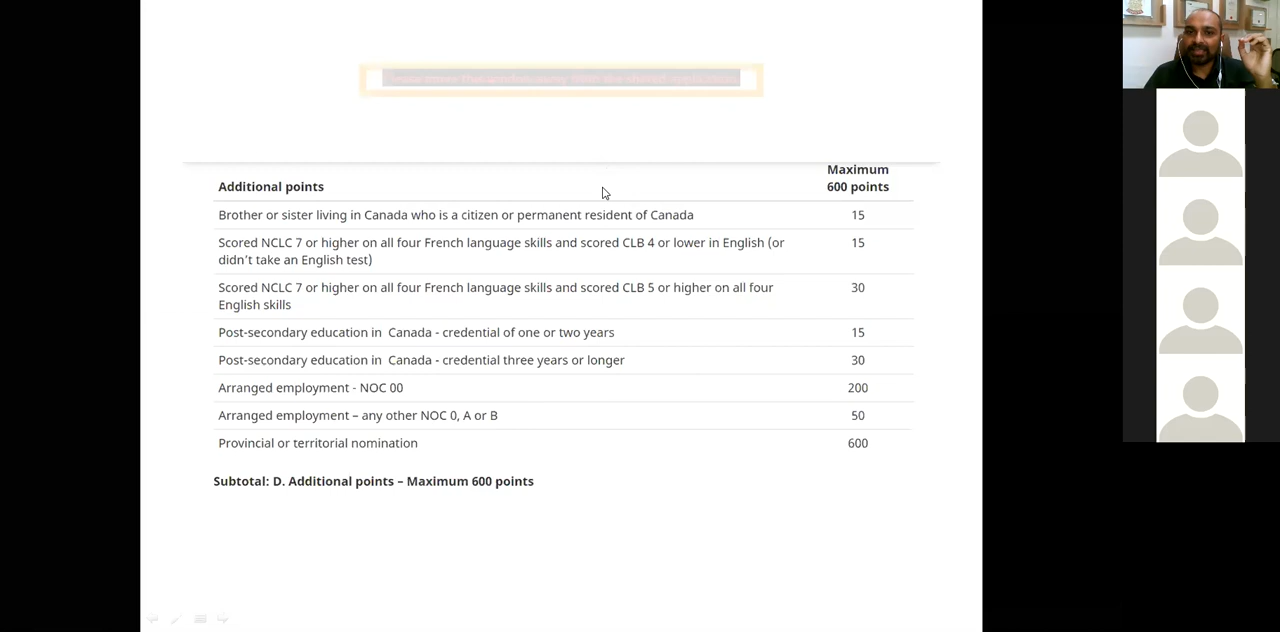 Maximum
Additional points 600 points
Brother or sister living in Canada who is a citizen or permanent resident of Canada 15
Scored NCLC 7 or higher on all four French language skills and scored CLB 4 or lower in English (or 15
didn’t take an English test)
Scored NCLC 7 or higher on all four French language skills and scored CLB 5 or higher on all four 30
English skills
Post-secondary education in Canada - credential of one or two years 15
Post-secondary education in Canada - credential three years or longer 30
Arranged employment - NOC 00 200
Arranged employment – any other NOC 0, A or B 50
Provincial or territorial nomination 600
Subtotal: D. Additional points – Maximum 600 points